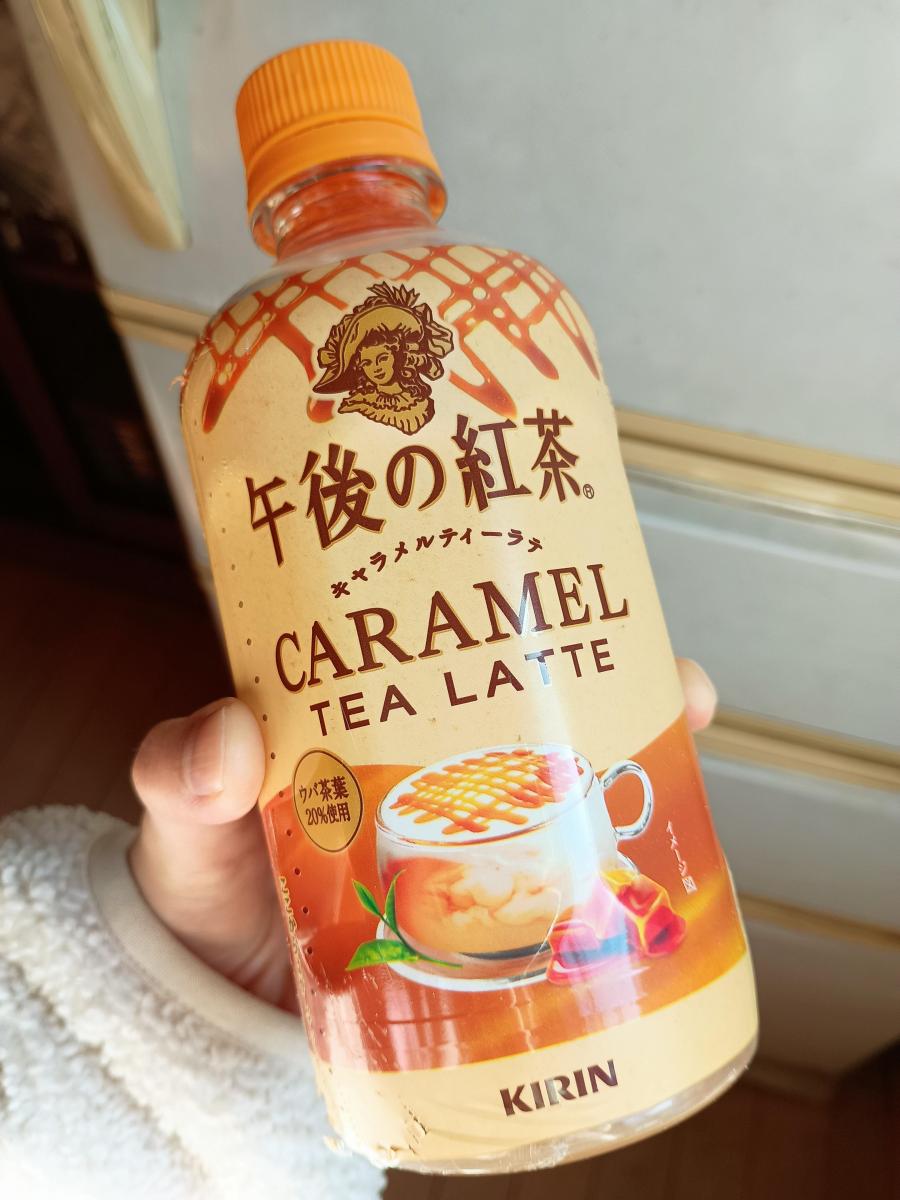 午後の紅茶®
キャラメルティーラテ
CARAMEL
TEA LATTE
ウバ茶葉
20%使用
イメージ図
KIRIN